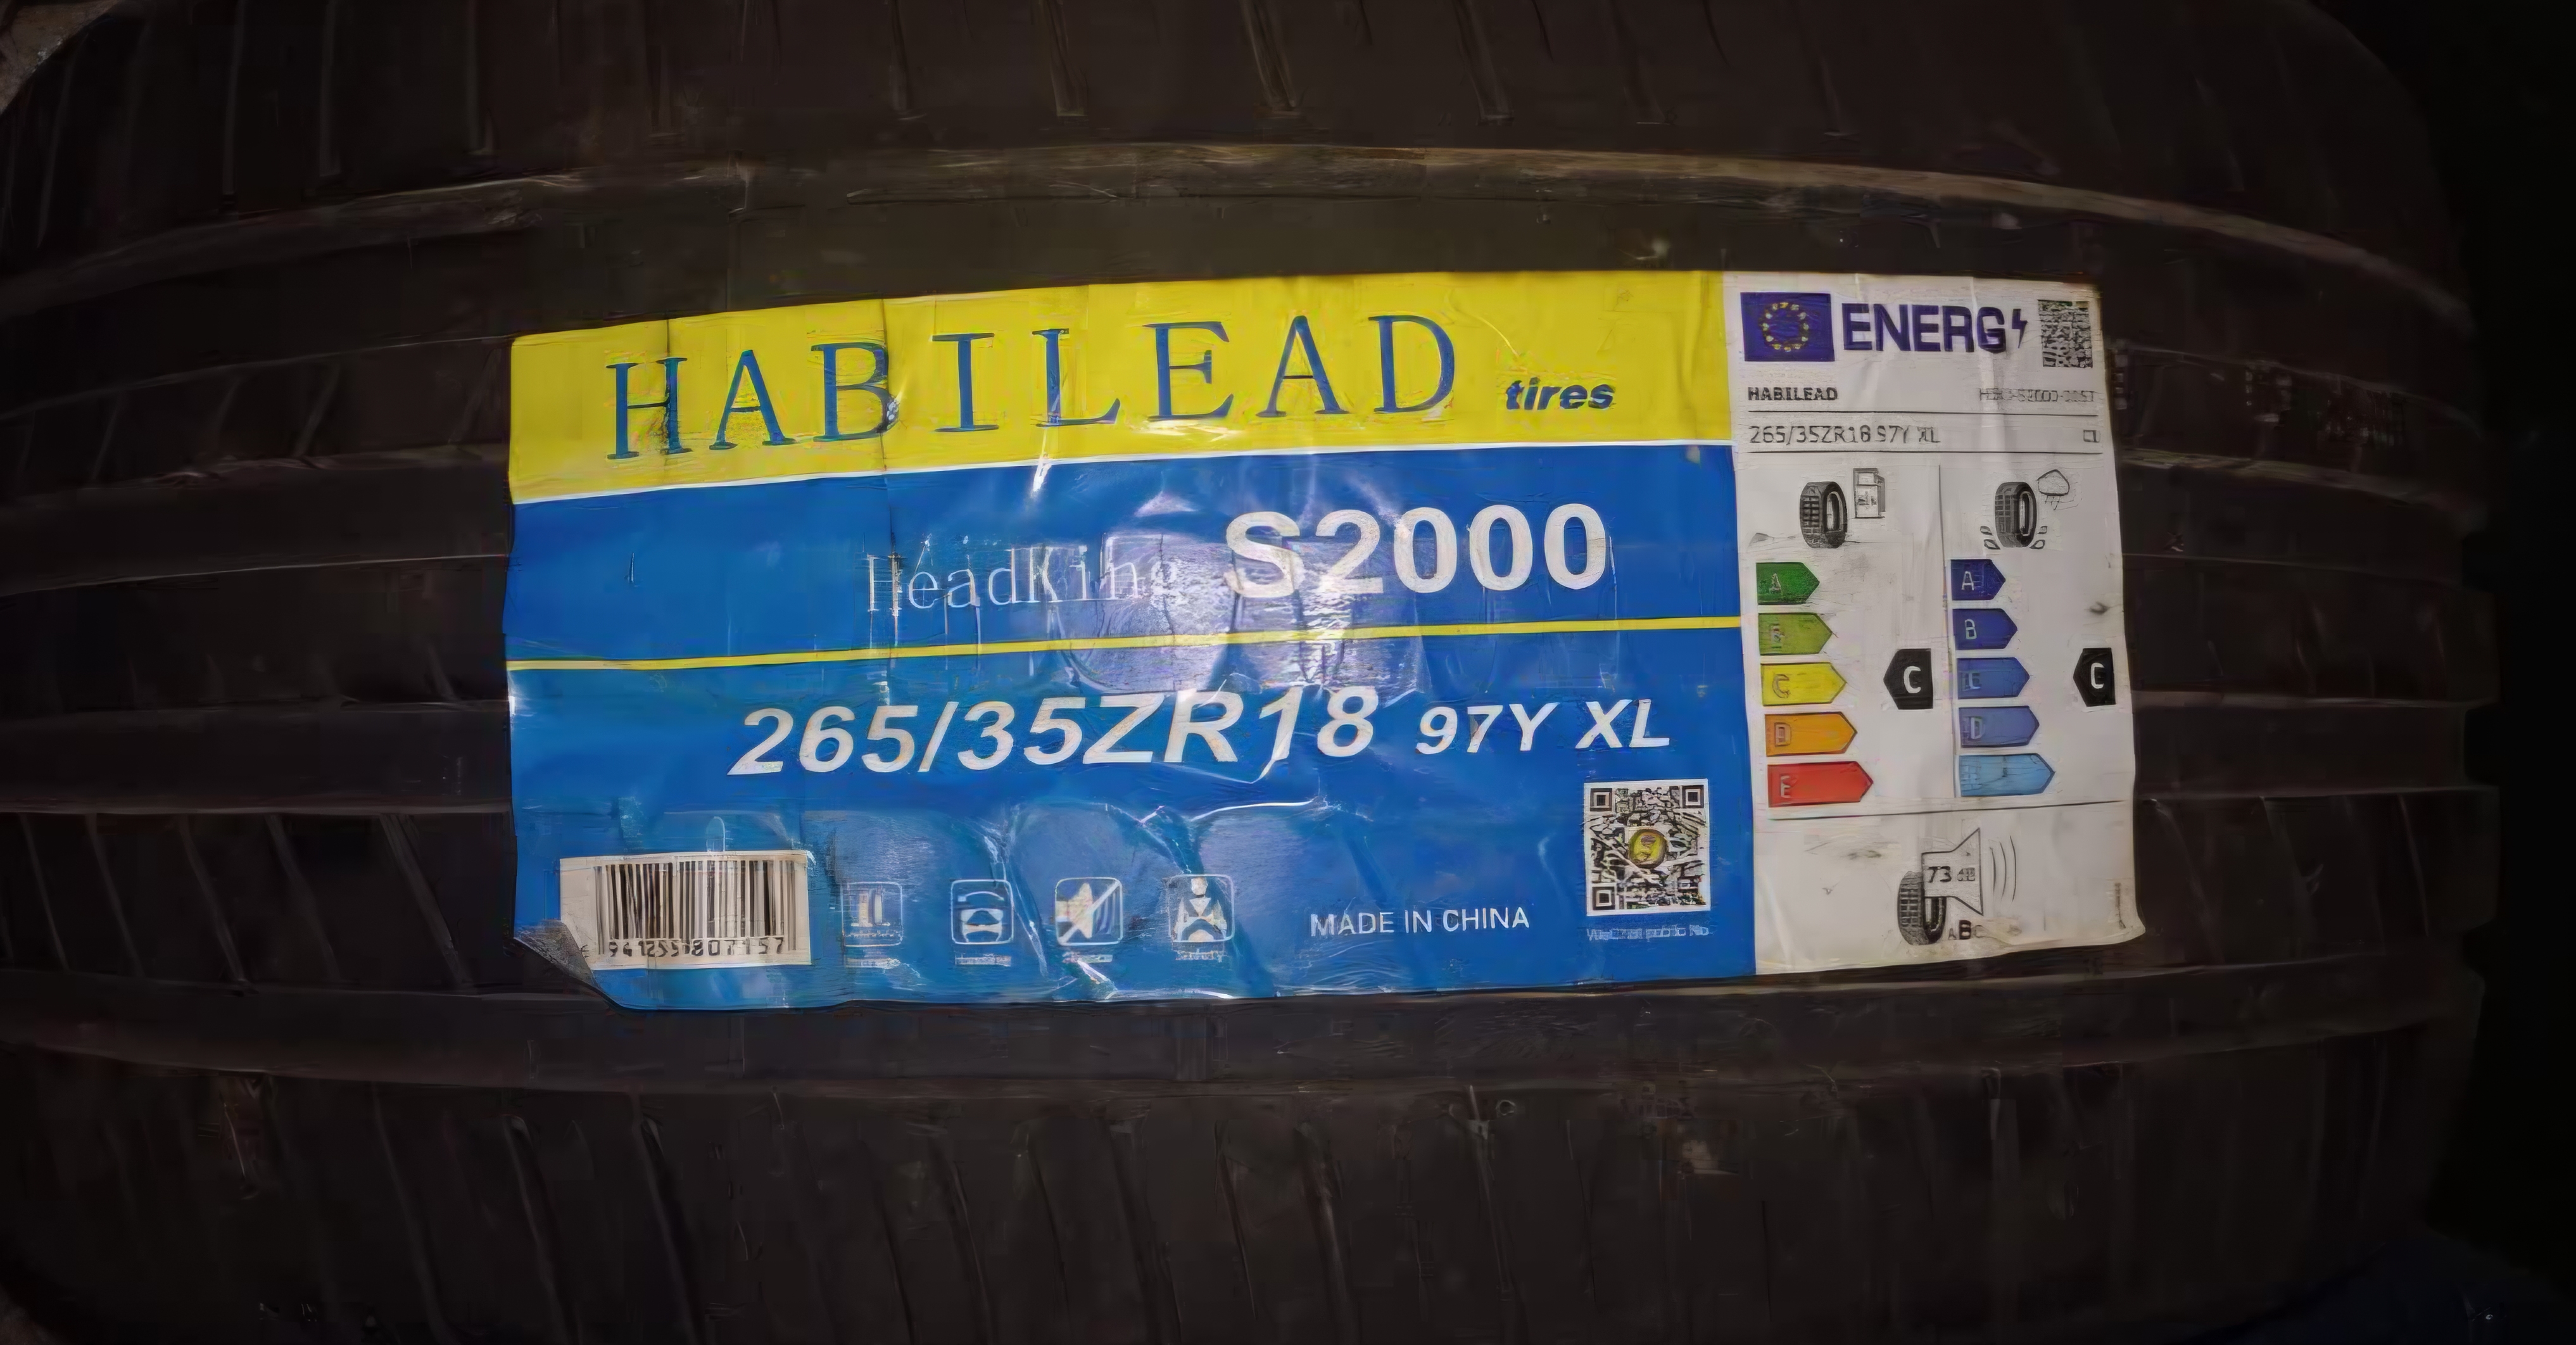 HABILEAD tires
HeadKing S2000
265/35ZR18 97Y XL
MADE IN CHINA
ENERG
HABILEAD
265/35ZR18 97Y XL
A A
B B
C C C
D D
E
73 dB
ABC